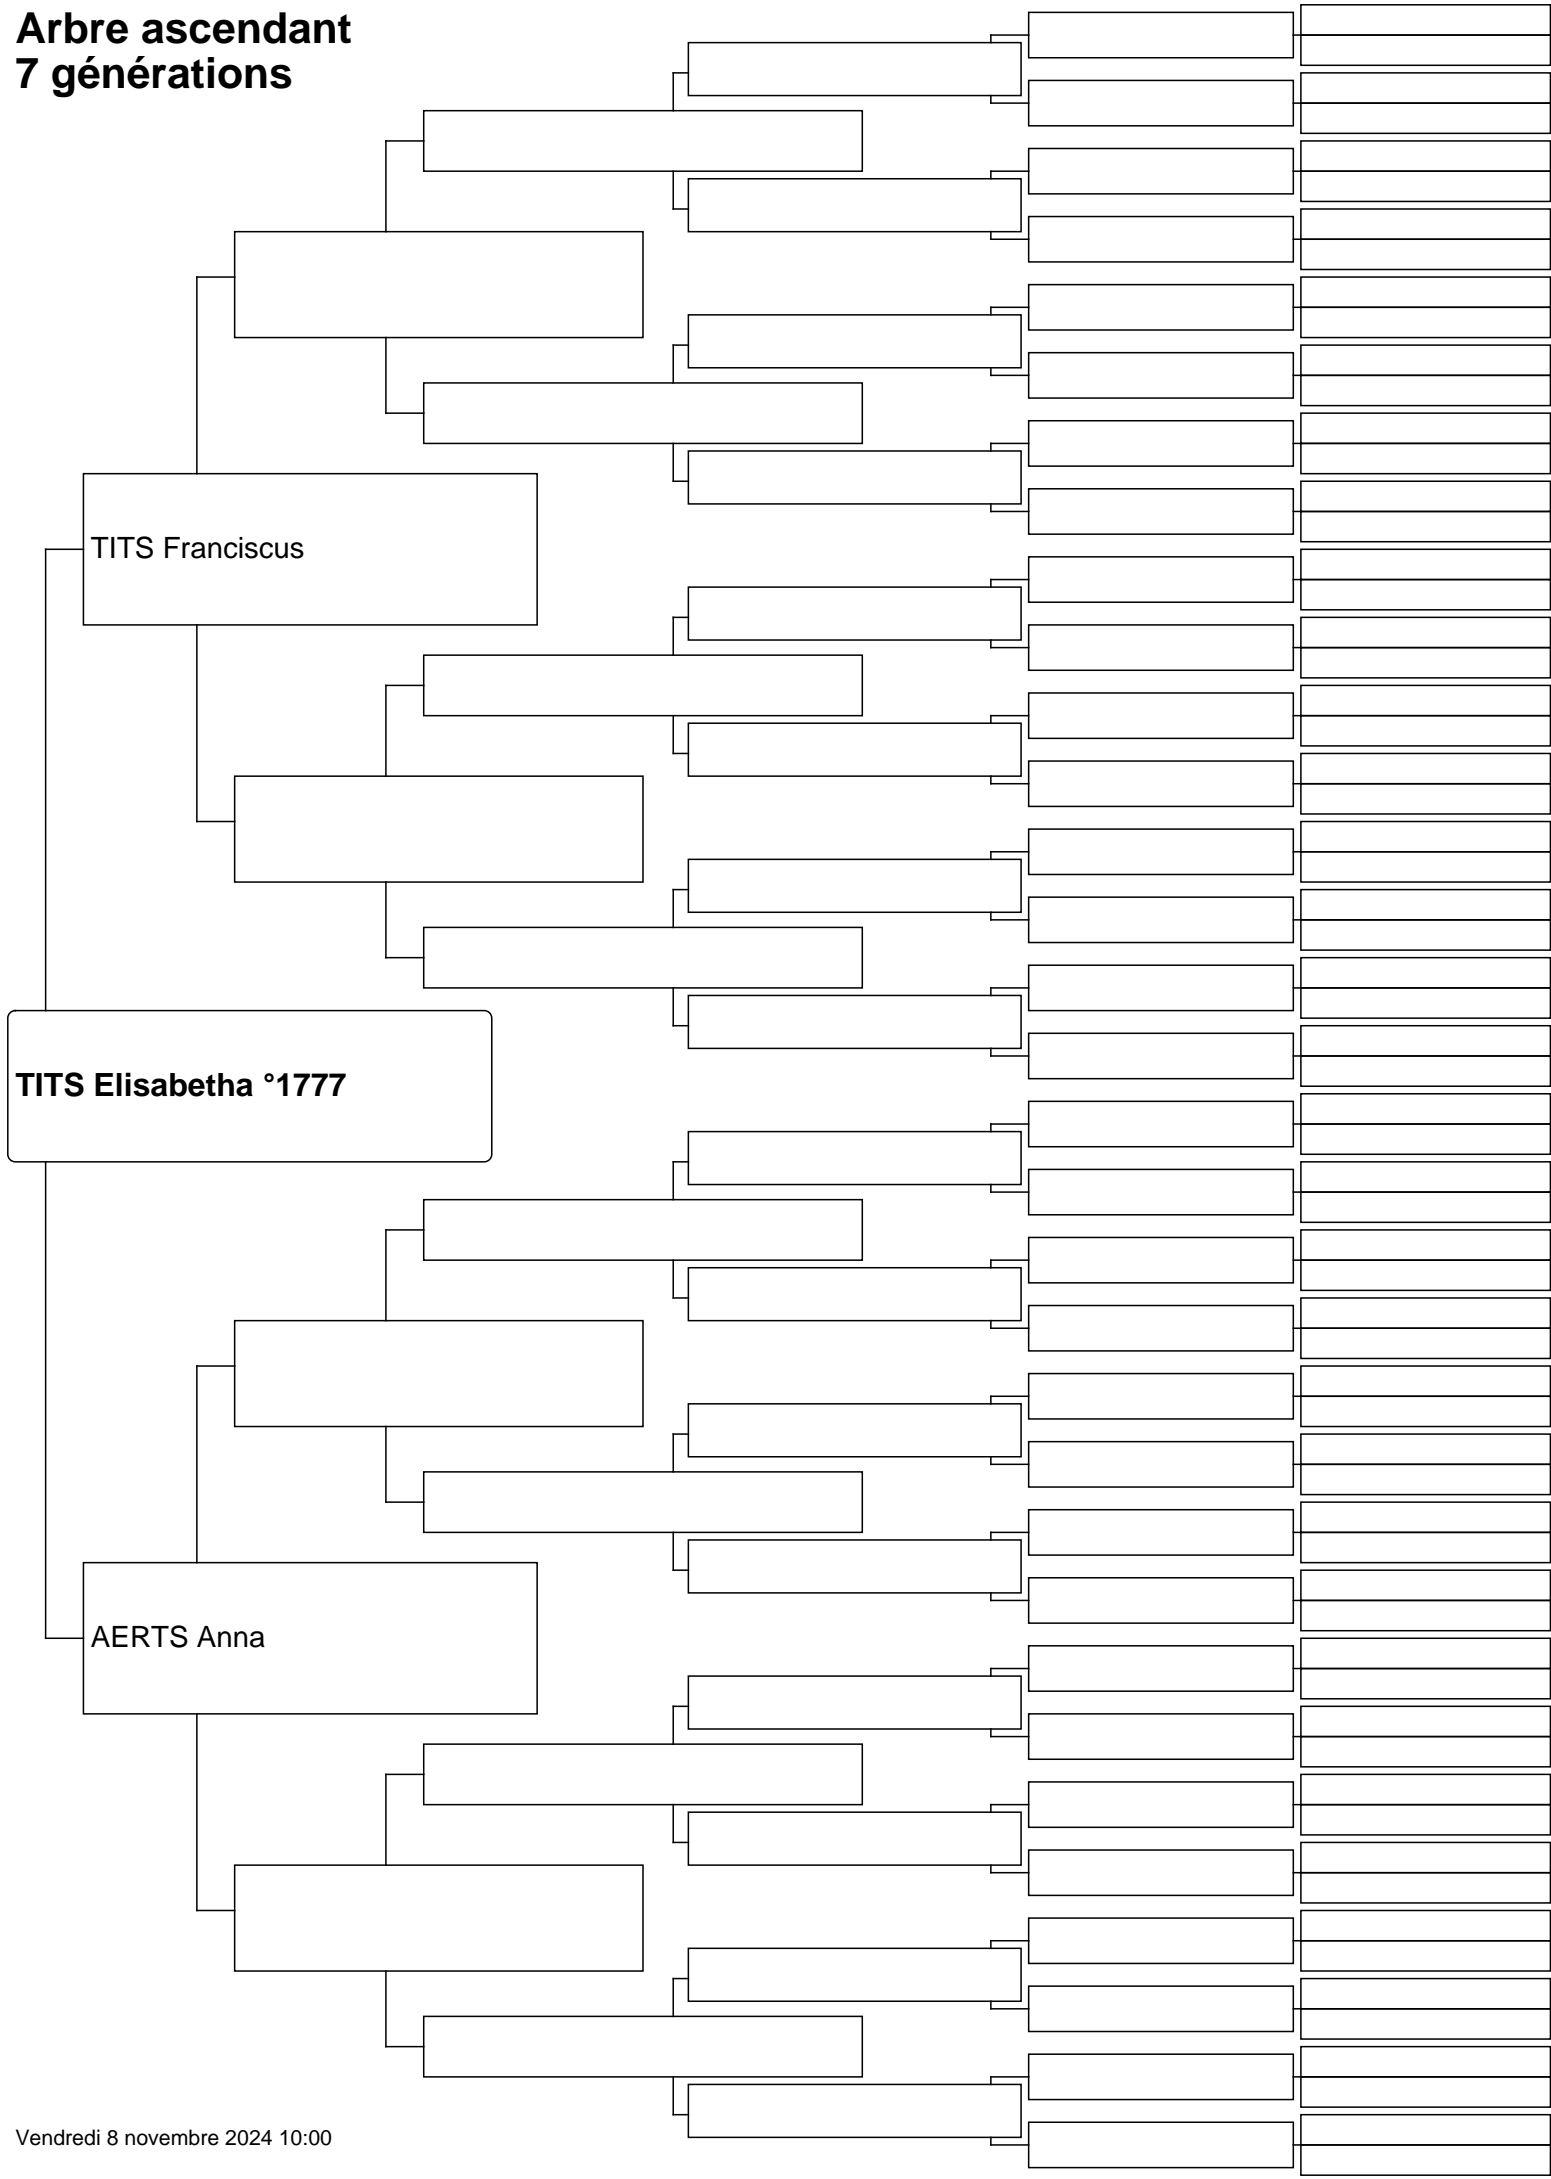 Arbre ascendant
7 générations
TITS Franciscus
TITS Elisabetha °1777
AERTS Anna
Vendredi 8 novembre 2024 10:00